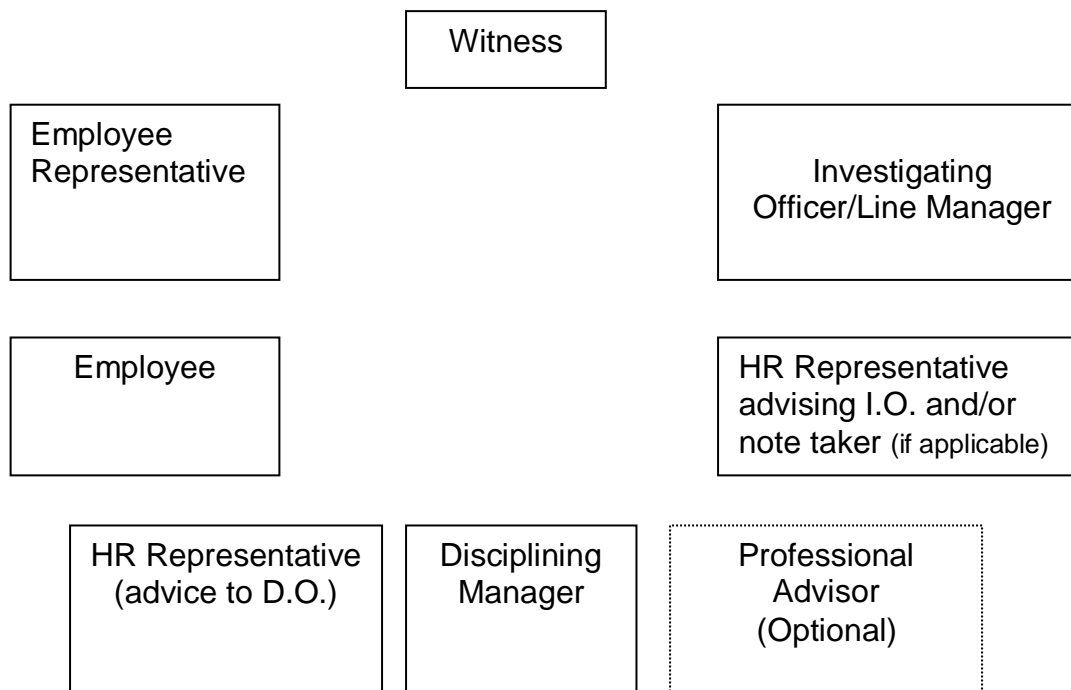 Witness
Employee
Representative
Investigating
Officer/Line Manager
Employee
HR Representative
advising I.O. and/or
note taker (if applicable)
HR Representative
(advice to D.O.)
Disciplining
Manager
Professional
Advisor
(Optional)